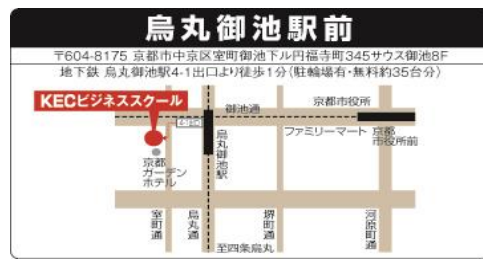 烏丸御池駅前
〒604-8175 京都市中京区室町御池下ル円福寺町345サウス御池8F
地下鉄 烏丸御池駅4-1出口より徒歩1分(駐輪場有・無料約35台分)
KECビジネススクール
御池通
京都市役所
4-1出口
烏丸御池駅
ファミリーマート
京都市役所前
京都
ガーデン
ホテル
室町通
烏丸通
堺町通
河原町通
至四条烏丸